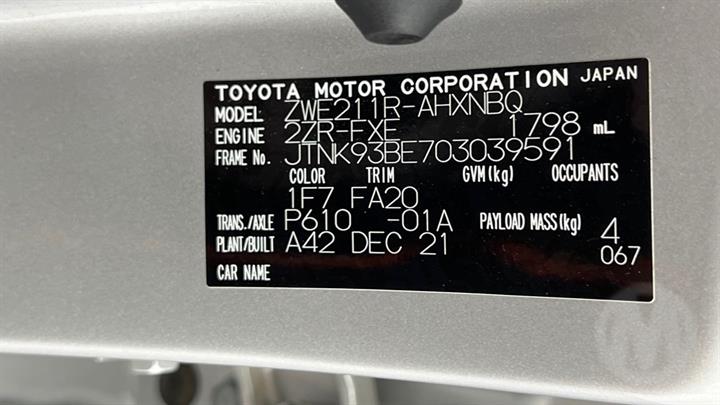 TOYOTA MOTOR CORPORATION JAPAN
MODEL ZWE211R-AHXNBQ
ENGINE 2ZR-FXE 1798 mL
FRAME No. JTNK93BE703039591
COLOR TRIM GVM(kg) OCCUPANTS
1F7 FA20
TRANS./AXLE P610 -01A PAYLOAD MASS(kg) 4
PLANT/BUILT A42 DEC 21 067
CAR NAME
M